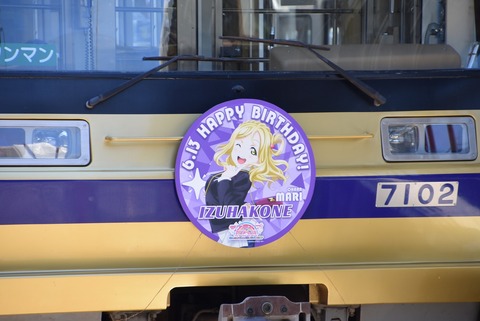 ンマン
6.13 HAPPY BIRTHDAY!
MARI
IZUHAKONE
7102